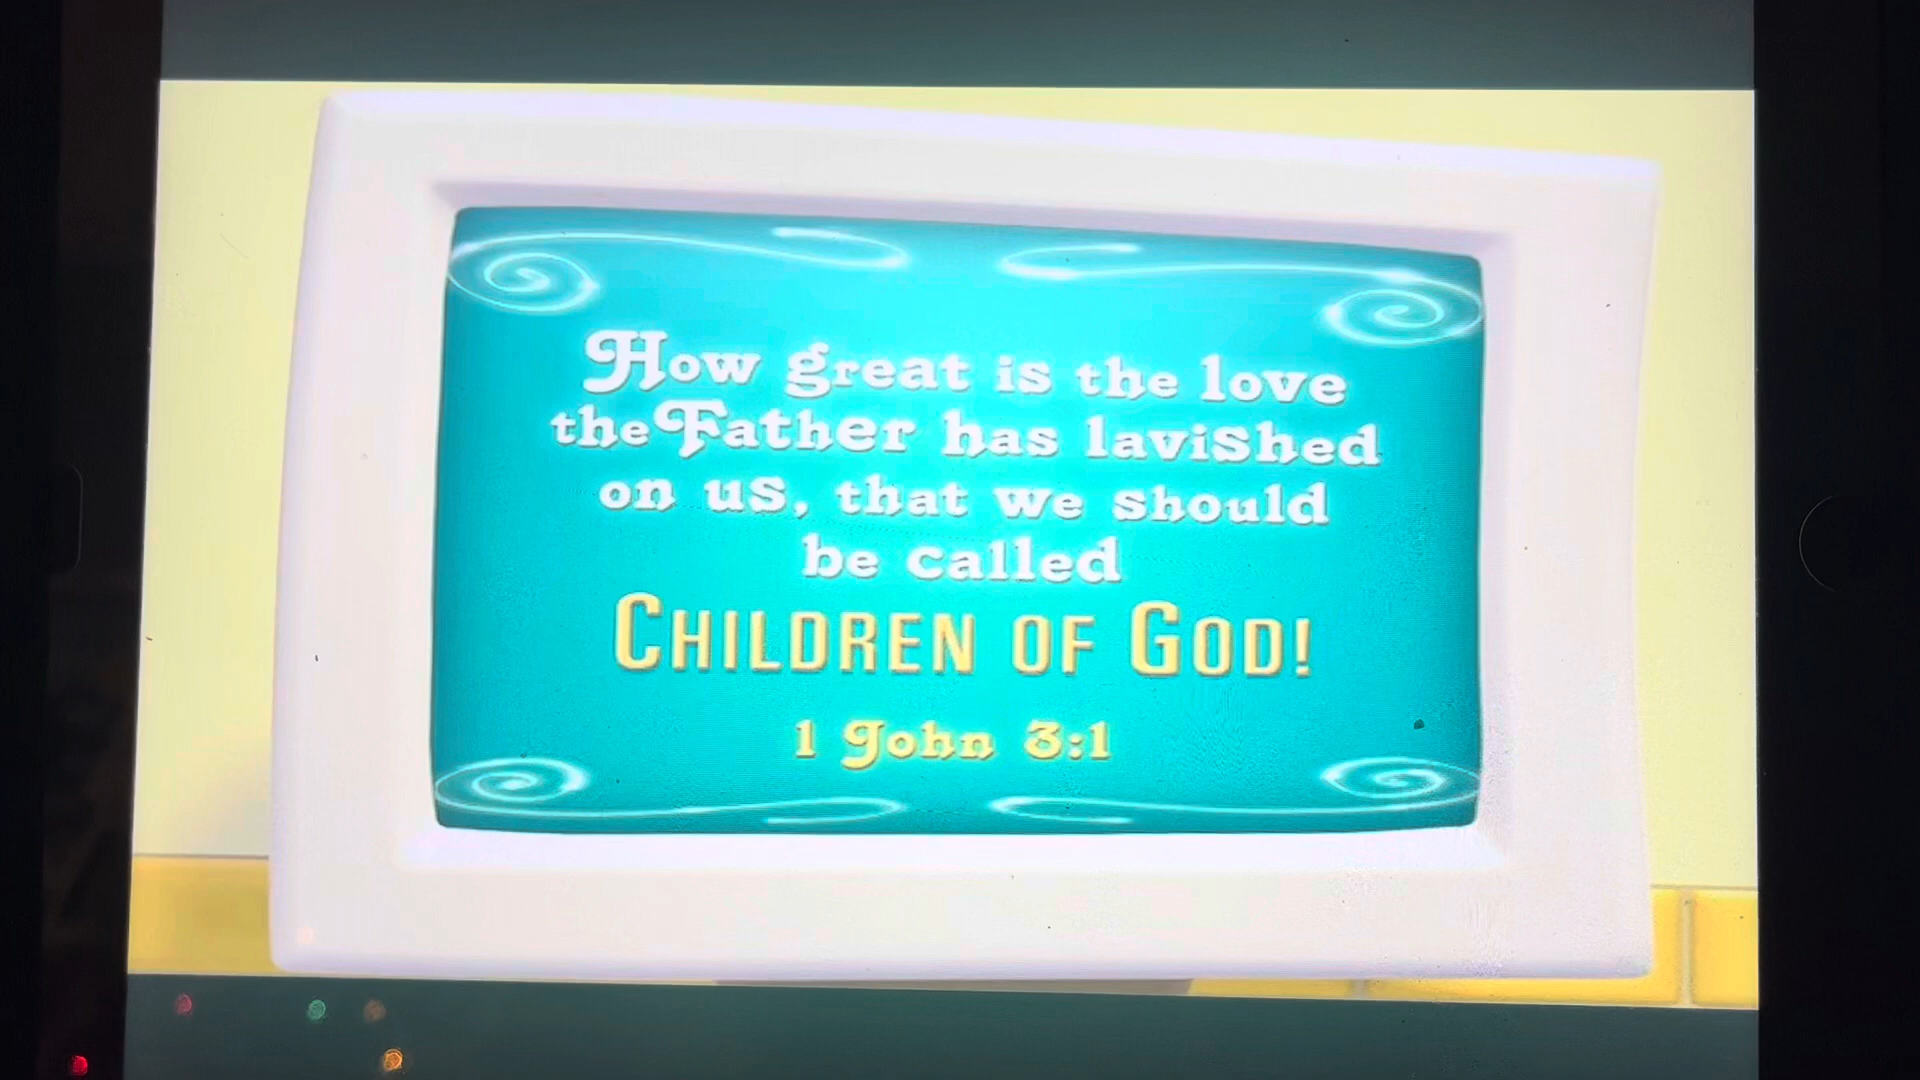 How great is the love
the Father has lavished
on us, that we should
be called
CHILDREN OF GOD!
1 John 3:1